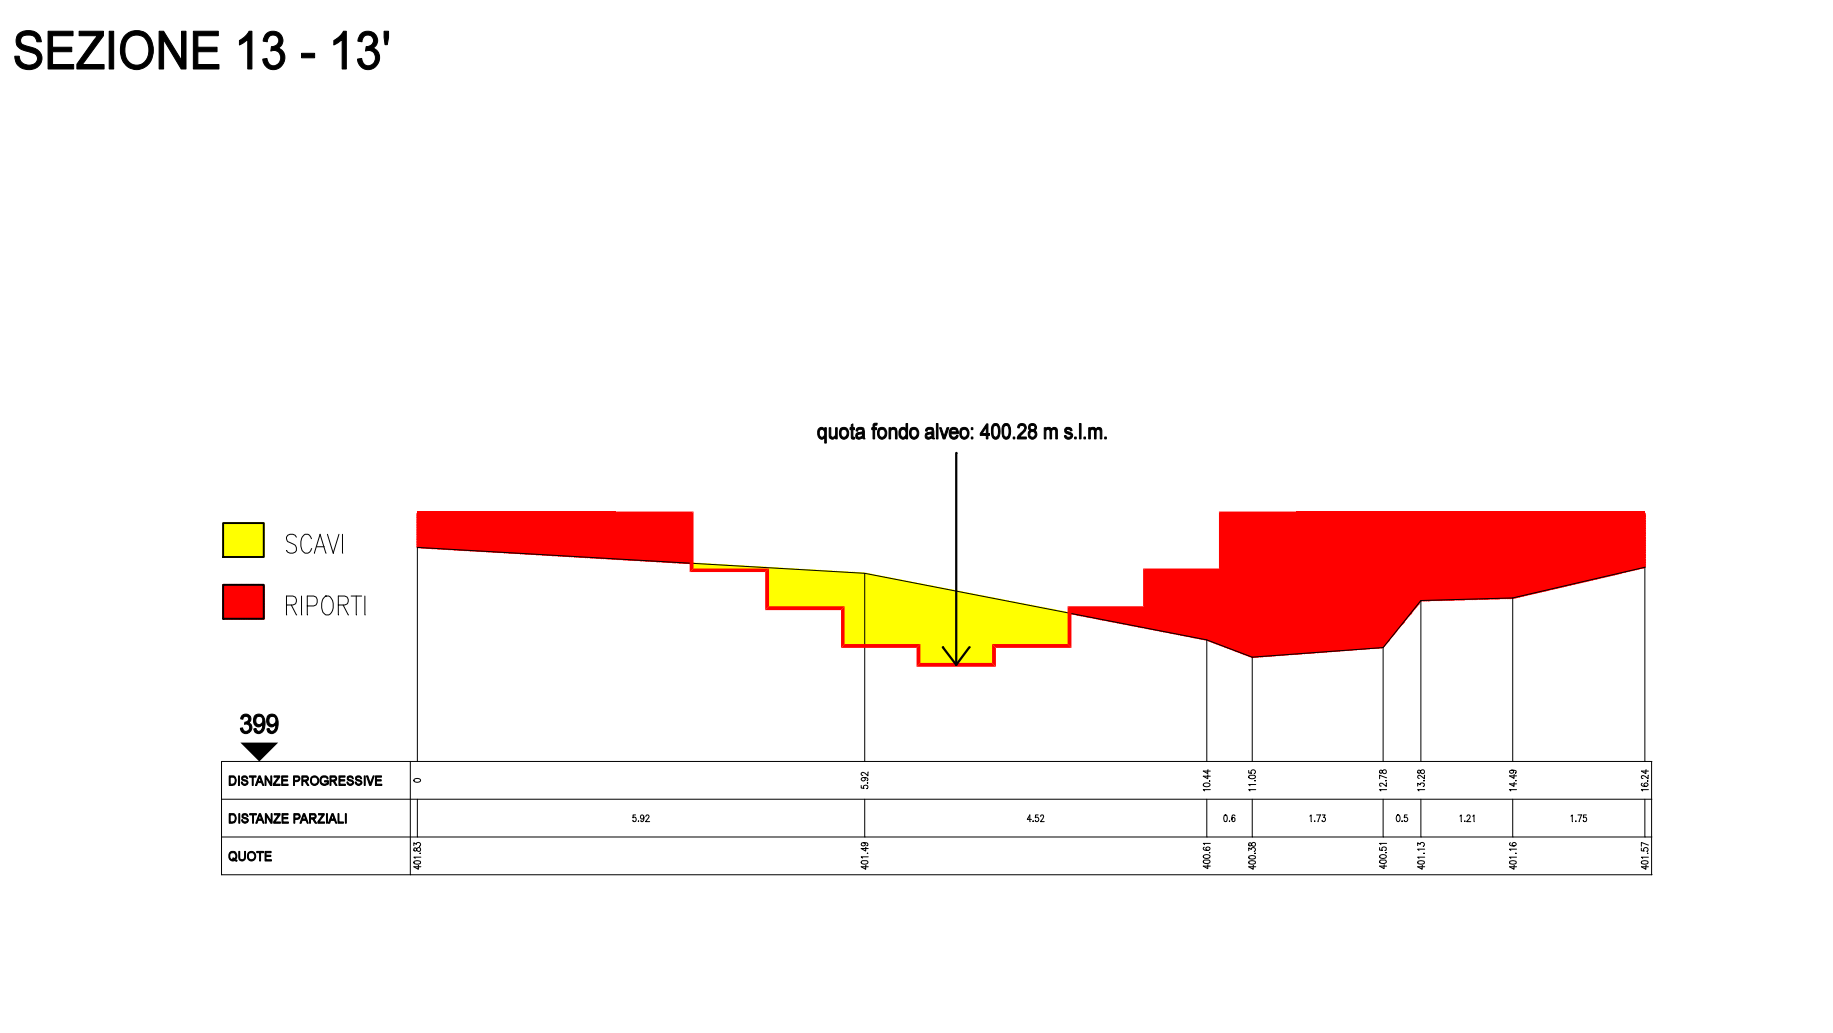 SEZIONE 13 - 13'
quota fondo alveo: 400.28 m s.l.m.
SCAVI
RIPORTI
399
DISTANZE PROGRESSIVE 0 5.92 10.44 11.05 12.78 13.28 14.49 16.24
DISTANZE PARZIALI 5.92 4.52 0.6 1.73 0.5 1.21 1.75
QUOTE 401.83 401.49 400.61 400.38 400.51 401.13 401.16 401.57